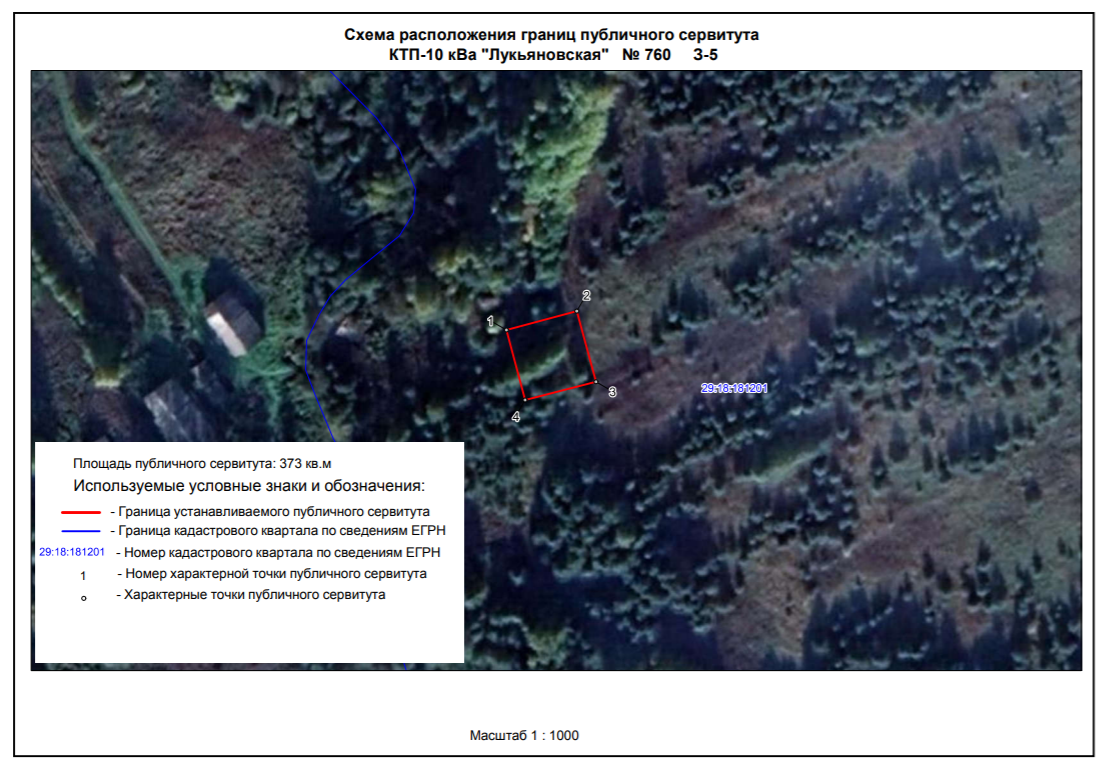 Схема расположения границ публичного сервитута
КТП-10 кВа "Лукьяновская" № 760 З-5
2
1
29:18:181201
3
4
Площадь публичного сервитута: 373 кв.м
Используемые условные знаки и обозначения:
- Граница устанавливаемого публичного сервитута
- Граница кадастрового квартала по сведениям ЕГРН
29:18:181201 - Номер кадастрового квартала по сведениям ЕГРН
1 - Номер характерной точки публичного сервитута
- Характерные точки публичного сервитута
Масштаб 1 : 1000